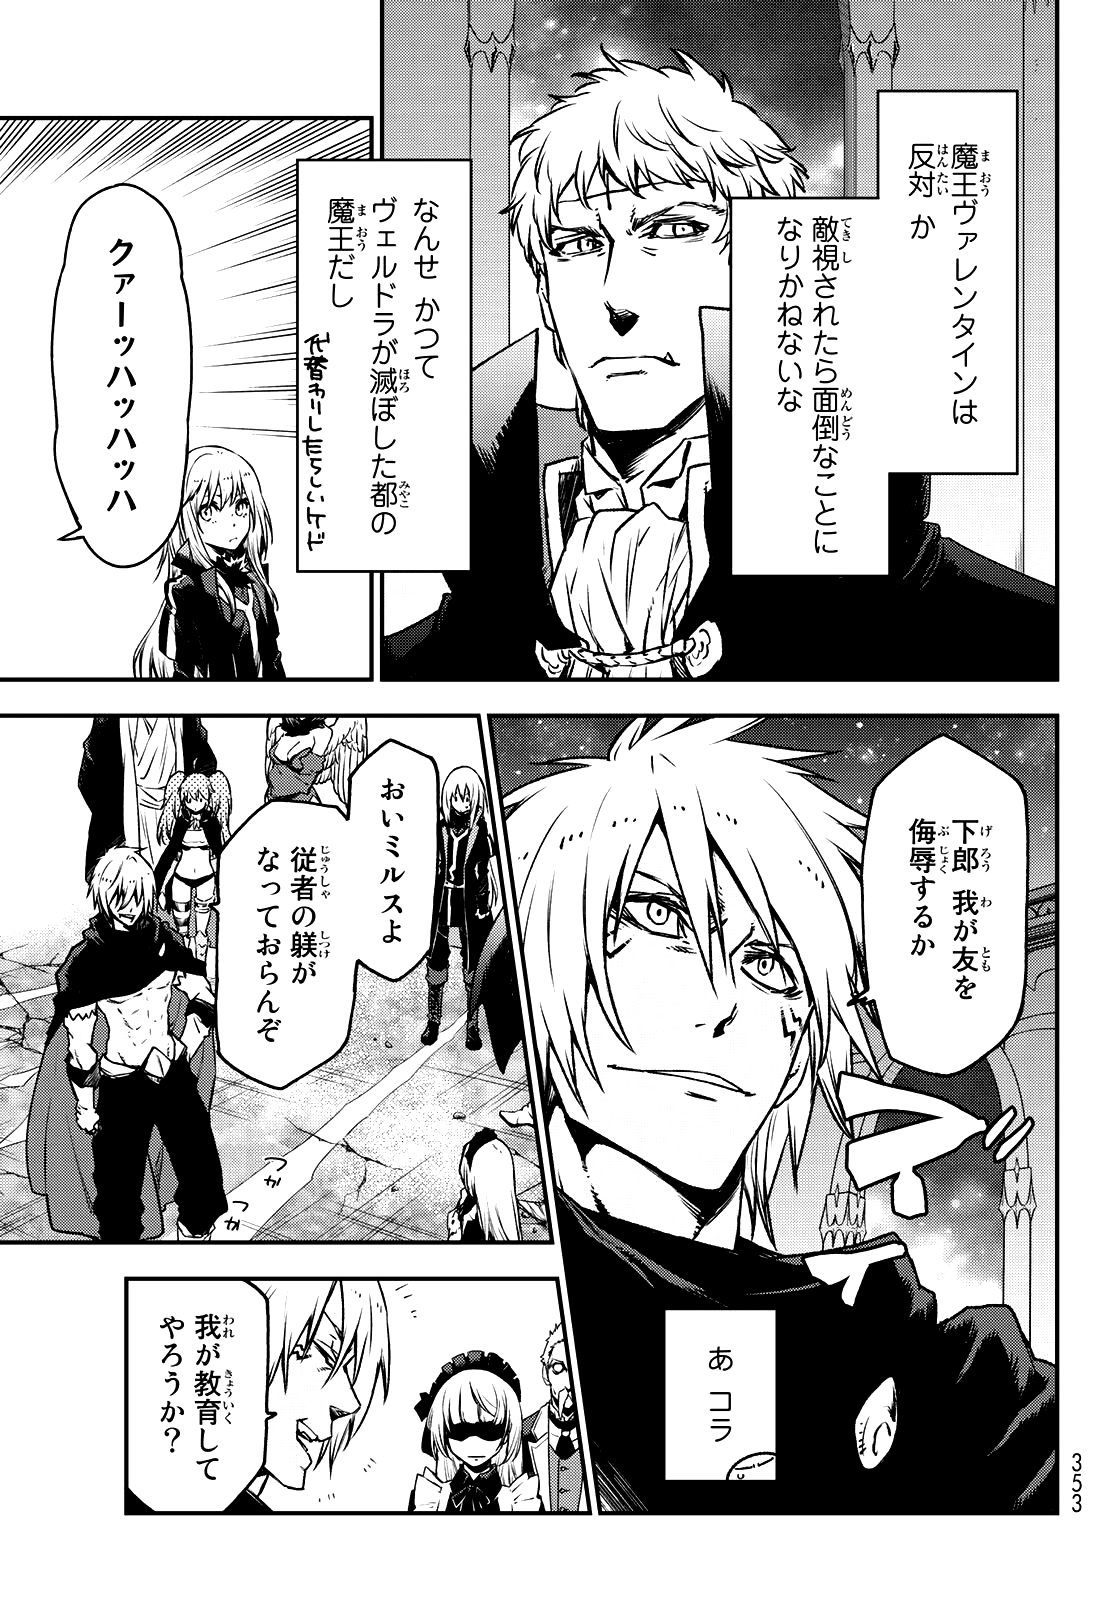 魔王ヴァレンタインは
反対 か
敵視されたら面倒なことに
なりかねないな
なんせ かつて
ヴェルドラが滅ぼした都の
魔王だし
代替わりしたらしいケド
クァーッハッハッハッハ
下郎 我が友を
侮辱するか
あ コラ
おいミルスよ
従者の躾が
なっておらんぞ
つか
つか
我が教育して
やろうか？
353